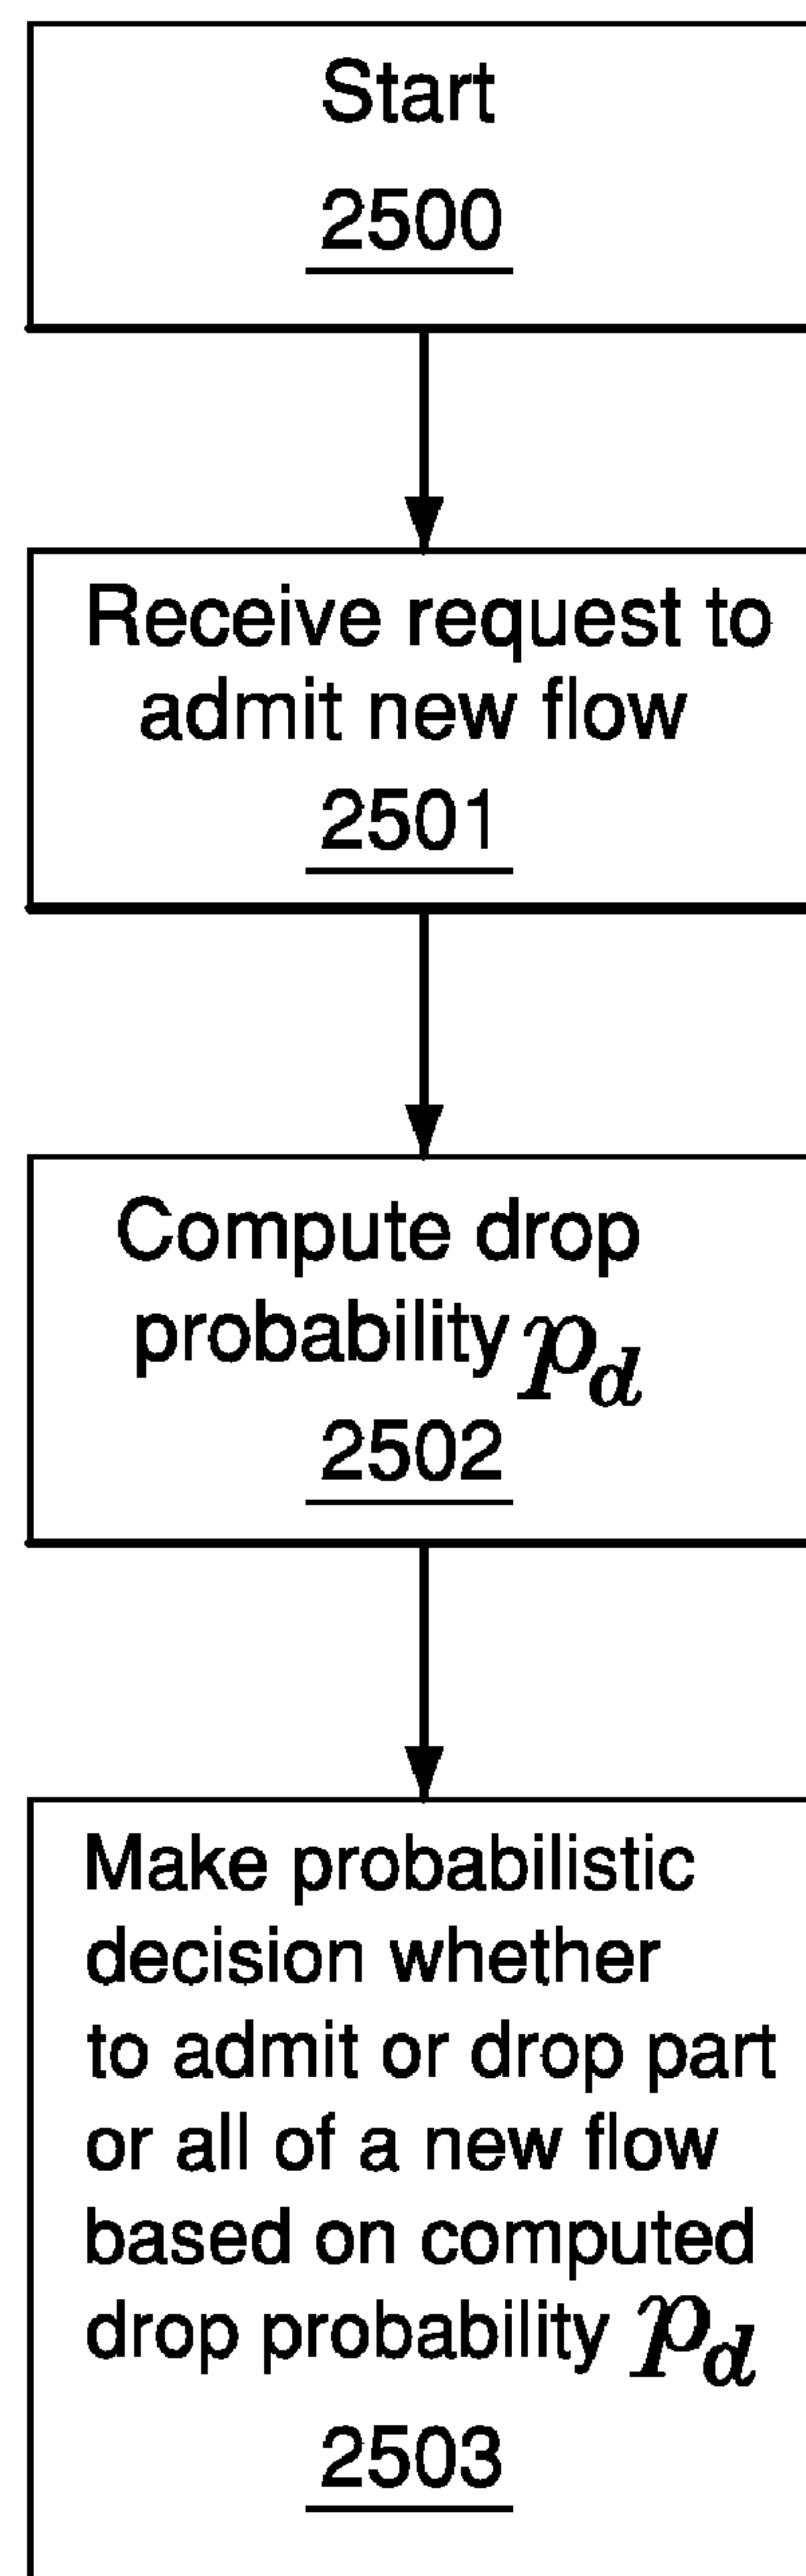 Start
2500
Receive request to
admit new flow
2501
Compute drop
probability p_d
2502
Make probabilistic
decision whether
to admit or drop part
or all of a new flow
based on computed
drop probability p_d
2503